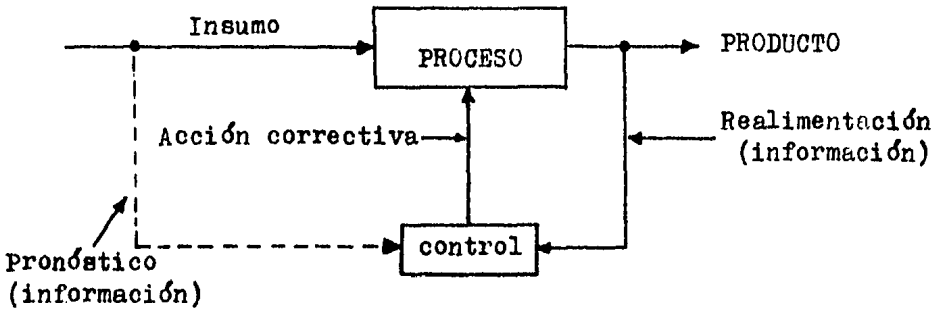 Insumo
PROCESO
PRODUCTO
Acción correctiva
Realimentación
(información)
control
Pronóstico
(información)